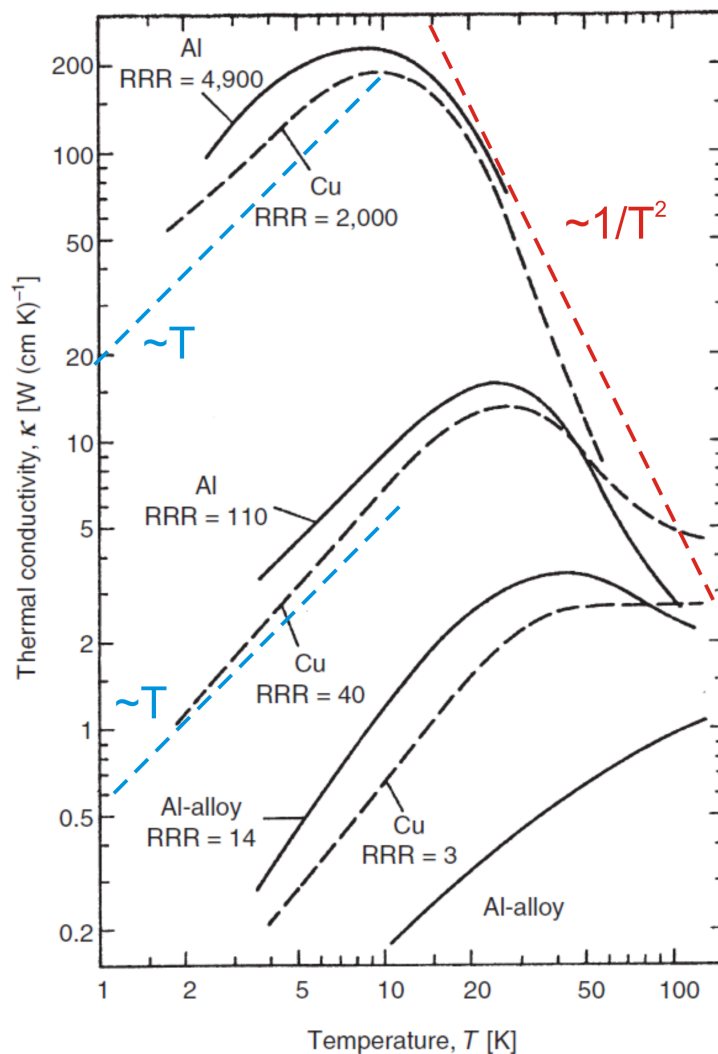 Al
RRR = 4,900
Cu
RRR = 2,000
~1/T²
~T
Al
RRR = 110
Cu
RRR = 40
~T
Al-alloy
RRR = 14
Cu
RRR = 3
Al-alloy
200
100
50
20
10
5
2
1
0.5
0.2
Thermal conductivity, κ [W (cm K)⁻¹]
1 2 5 10 20 50 100
Temperature, T [K]